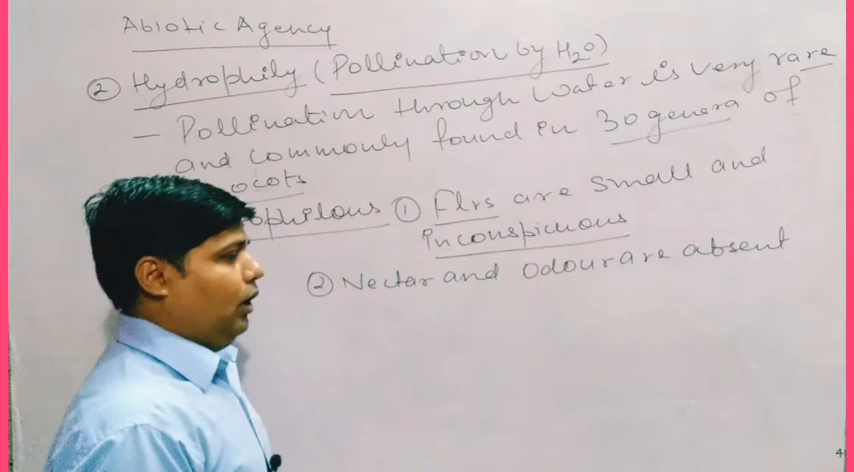 Abiotic Agency
② Hydrophily (Pollination by H2O)
— Pollination through Water is very rare
and commonly found in 30 genera of
ocots
ophilous ① Flrs are small and
inconspicuous
② Nectar and Odour are absent
4